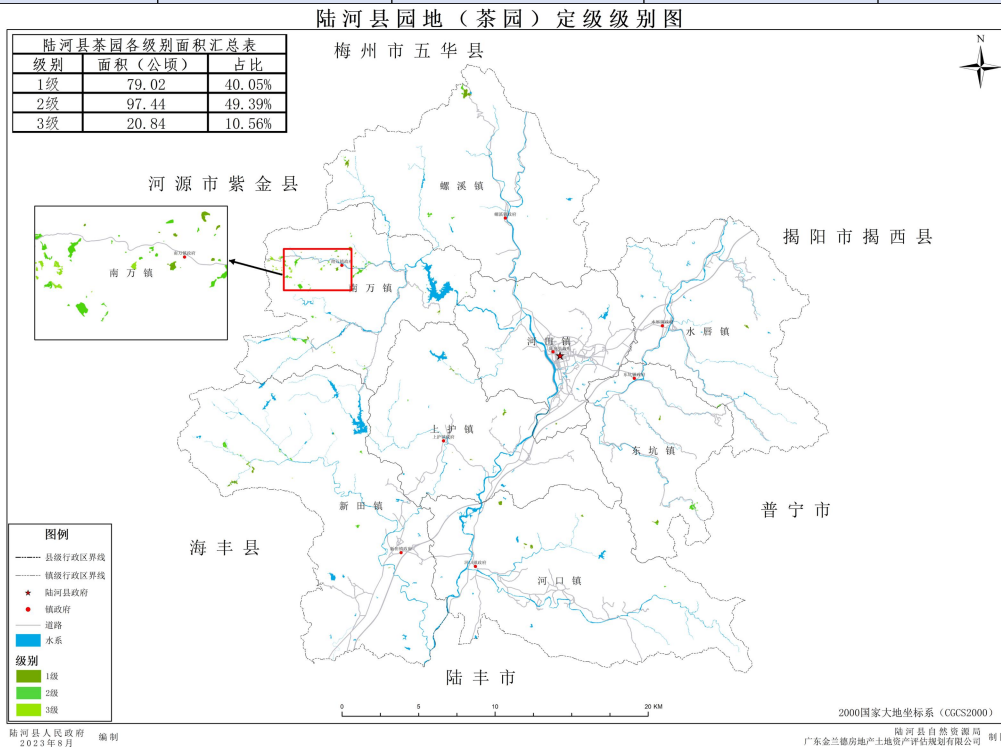 陆河县园地（茶园）定级级别图
陆河县茶园各级别面积汇总表
级别 面积（公顷） 占比
1级 79.02 40.05%
2级 97.44 49.39%
3级 20.84 10.56%
梅州市五华县
N
河源市紫金县
螺溪镇
揭阳市揭西县
南万镇
南万镇
水唇镇
河田镇
上护镇
上护镇政府
东坑镇
新田镇
普宁市
海丰县
河口镇
陆丰市
图例
县级行政区界线
镇级行政区界线
陆河县政府
镇政府
道路
水系
级别
1级
2级
3级
0 5 10 20 KM
2000国家大地坐标系（CGCS2000）
陆河县人民政府 编制
2023年8月
陆河县自然资源局
广东金兰德房地产土地资产评估规划有限公司